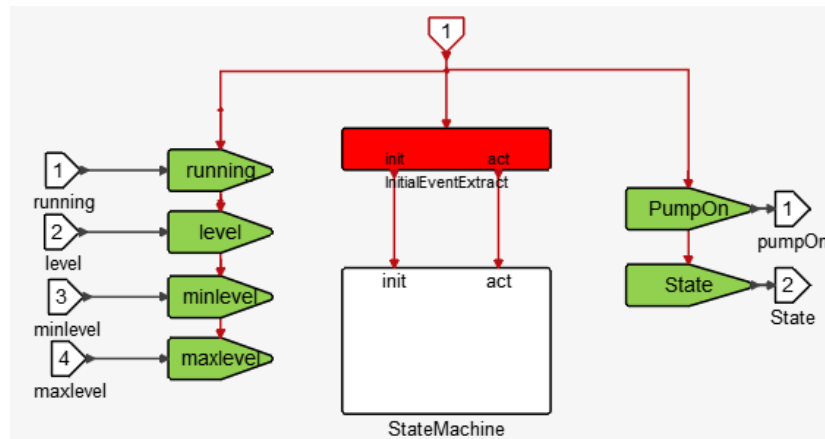 1
1
running
running
2
level
level
3
minlevel
minlevel
4
maxlevel
maxlevel
init act
InitialEventExtract
init act
StateMachine
PumpOn
1
pumpOn
State
2
State